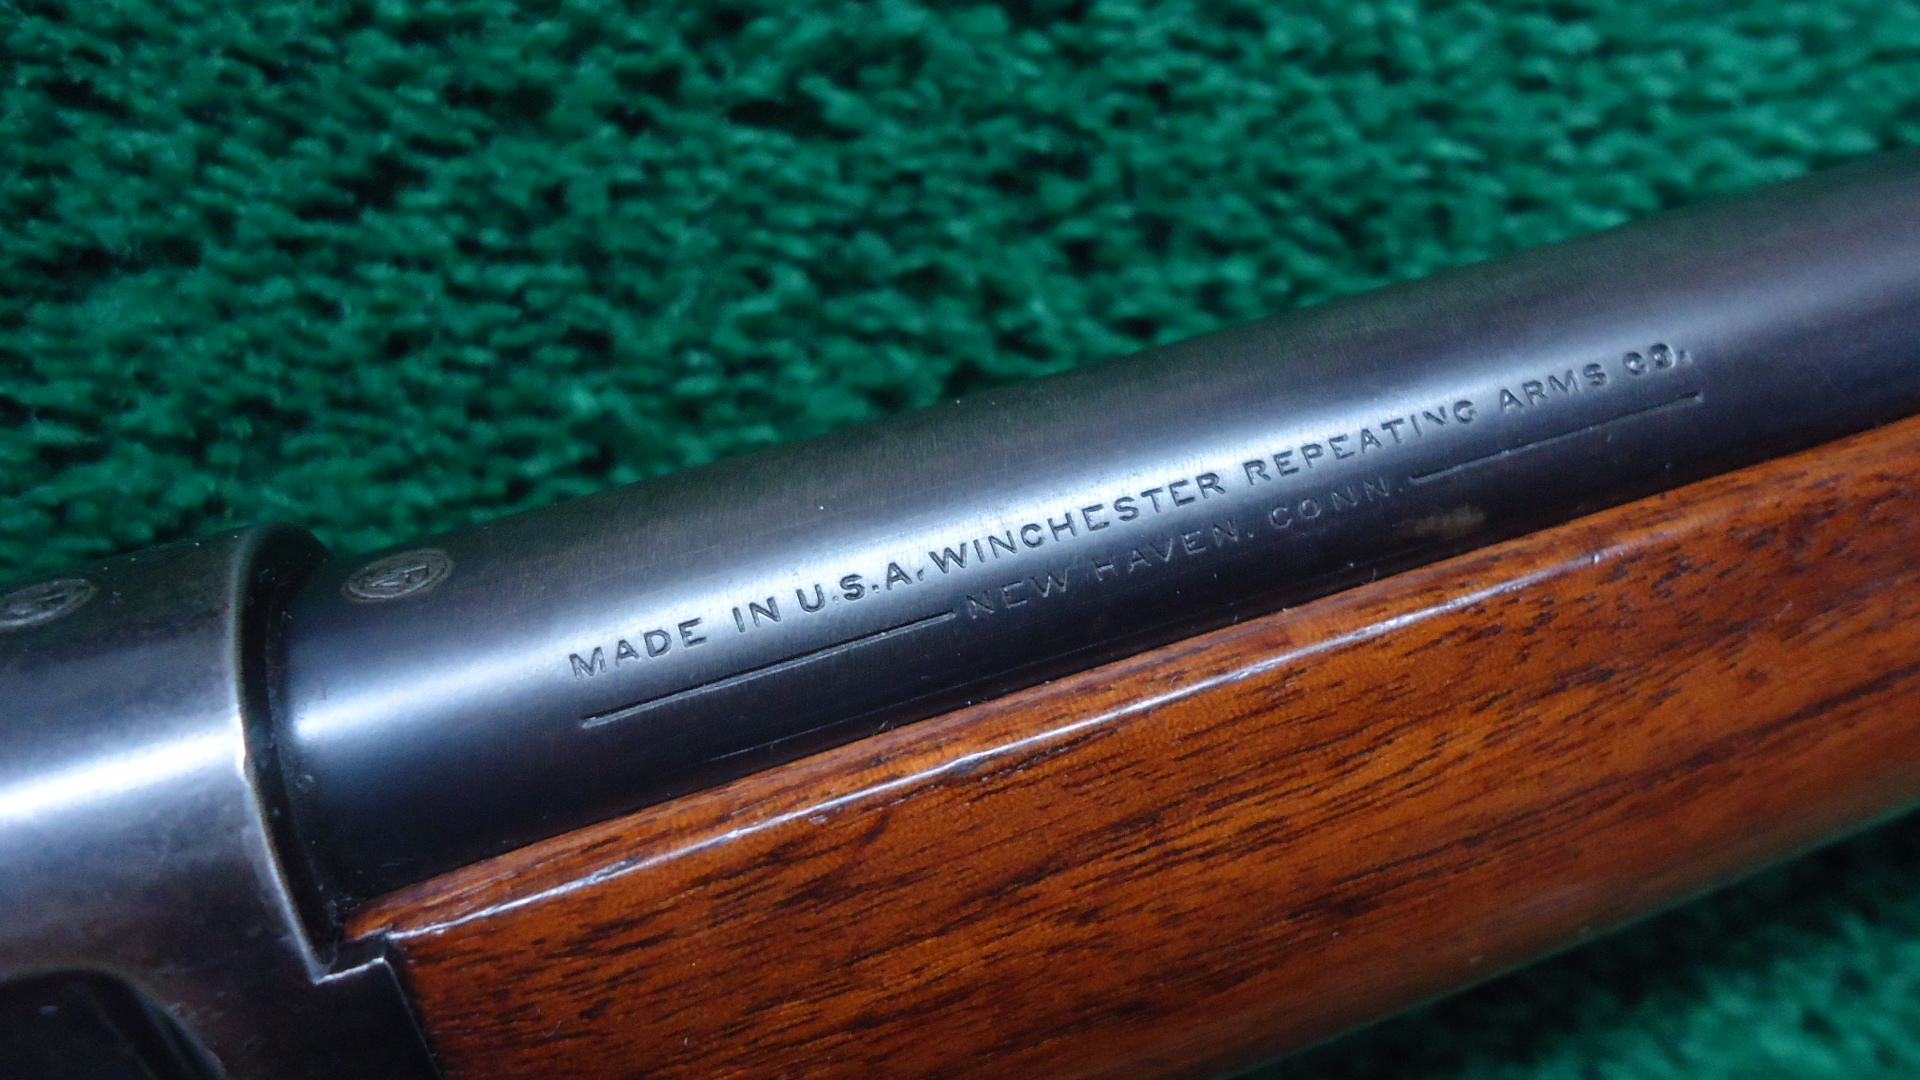 MADE IN U.S.A. WINCHESTER REPEATING ARMS CO.
NEW HAVEN. CONN.